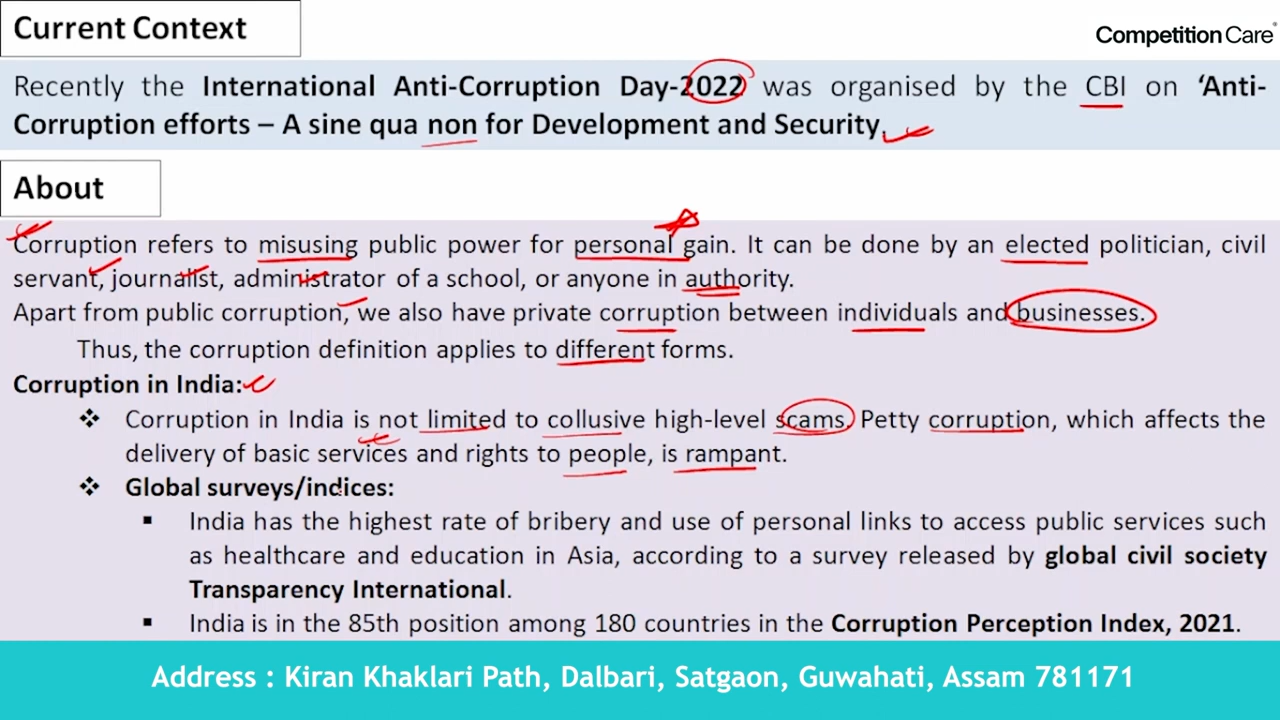 Current Context
Competition Care
Recently the International Anti-Corruption Day-2022 was organised by the CBI on ‘Anti-
Corruption efforts – A sine qua non for Development and Security.
About
Corruption refers to misusing public power for personal gain. It can be done by an elected politician, civil
servant, journalist, administrator of a school, or anyone in authority.
Apart from public corruption, we also have private corruption between individuals and businesses.
Thus, the corruption definition applies to different forms.
Corruption in India:
❖ Corruption in India is not limited to collusive high-level scams. Petty corruption, which affects the
delivery of basic services and rights to people, is rampant.
❖ Global surveys/indices:
▪ India has the highest rate of bribery and use of personal links to access public services such
as healthcare and education in Asia, according to a survey released by global civil society
Transparency International.
▪ India is in the 85th position among 180 countries in the Corruption Perception Index, 2021.
Address : Kiran Khaklari Path, Dalbari, Satgaon, Guwahati, Assam 781171